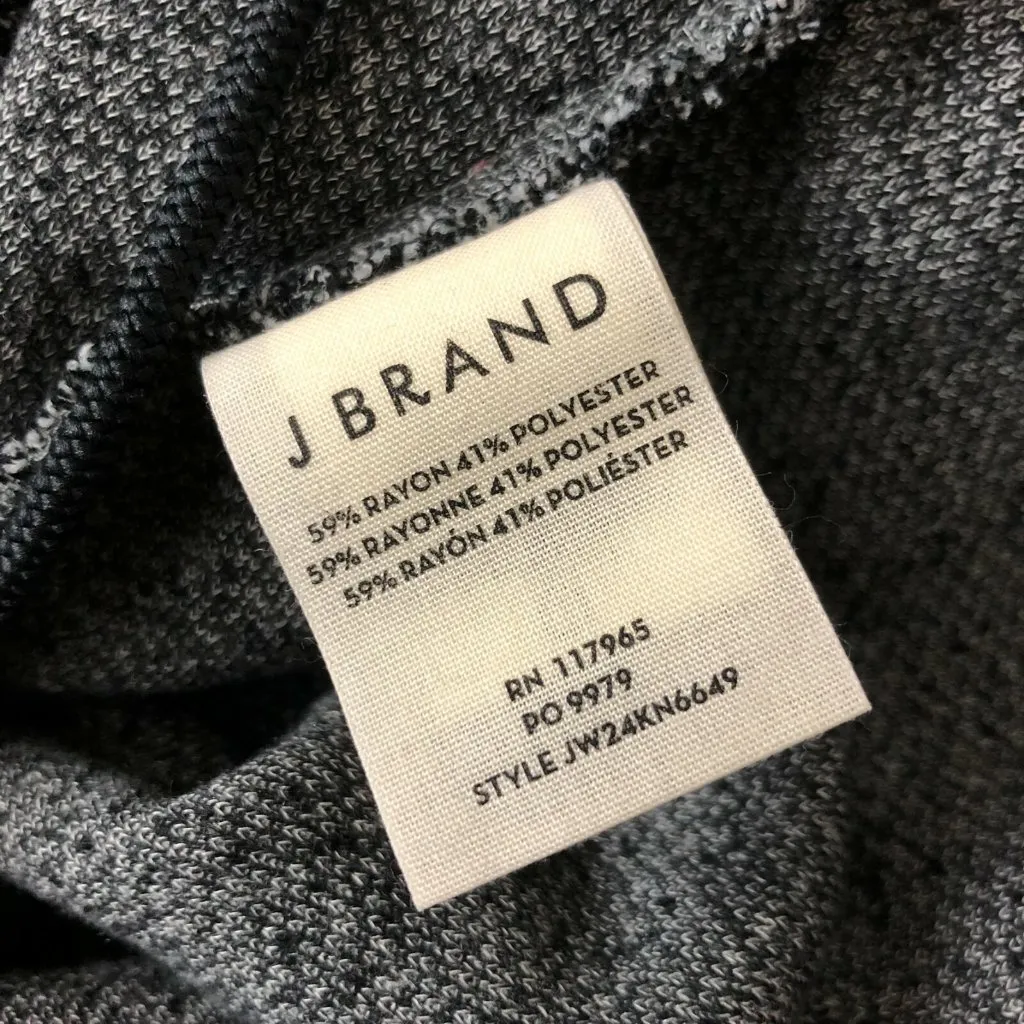 J BRAND
59% RAYON 41% POLYESTER
59% RAYONNE 41% POLYESTER
59% RAYÓN 41% POLIÉSTER
RN 117965
PO 9979
STYLE JW24KN6649